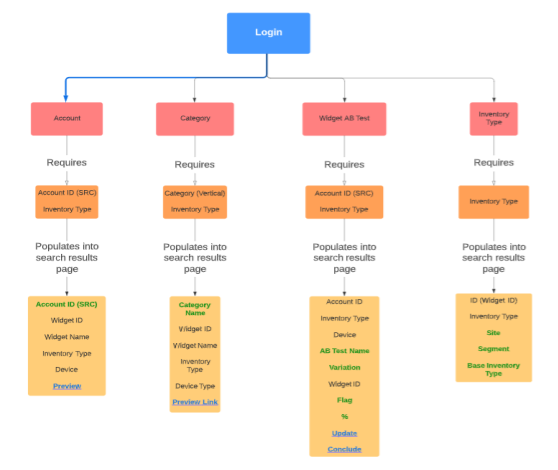 Login
Account
Category
Widget AB Test
Inventory
Type
Requires
Requires
Requires
Requires
Account ID (SRC)
Inventory Type
Category (Vertical)
Inventory Type
Account ID (SRC)
Inventory Type
Inventory Type
Populates into
search results
page
Populates into
search results
page
Populates into
search results
page
Populates into
search results
page
Account ID (SRC)
Widget ID
Widget Name
Inventory Type
Device
Preview
Category
Name
Widget ID
Widget Name
Inventory
Type
Device Type
Preview Link
Account ID
Inventory Type
Device
AB Test Name
Variation
Widget ID
Flag
%
Update
Conclude
ID (Widget ID)
Inventory Type
Site
Segment
Base Inventory
Type